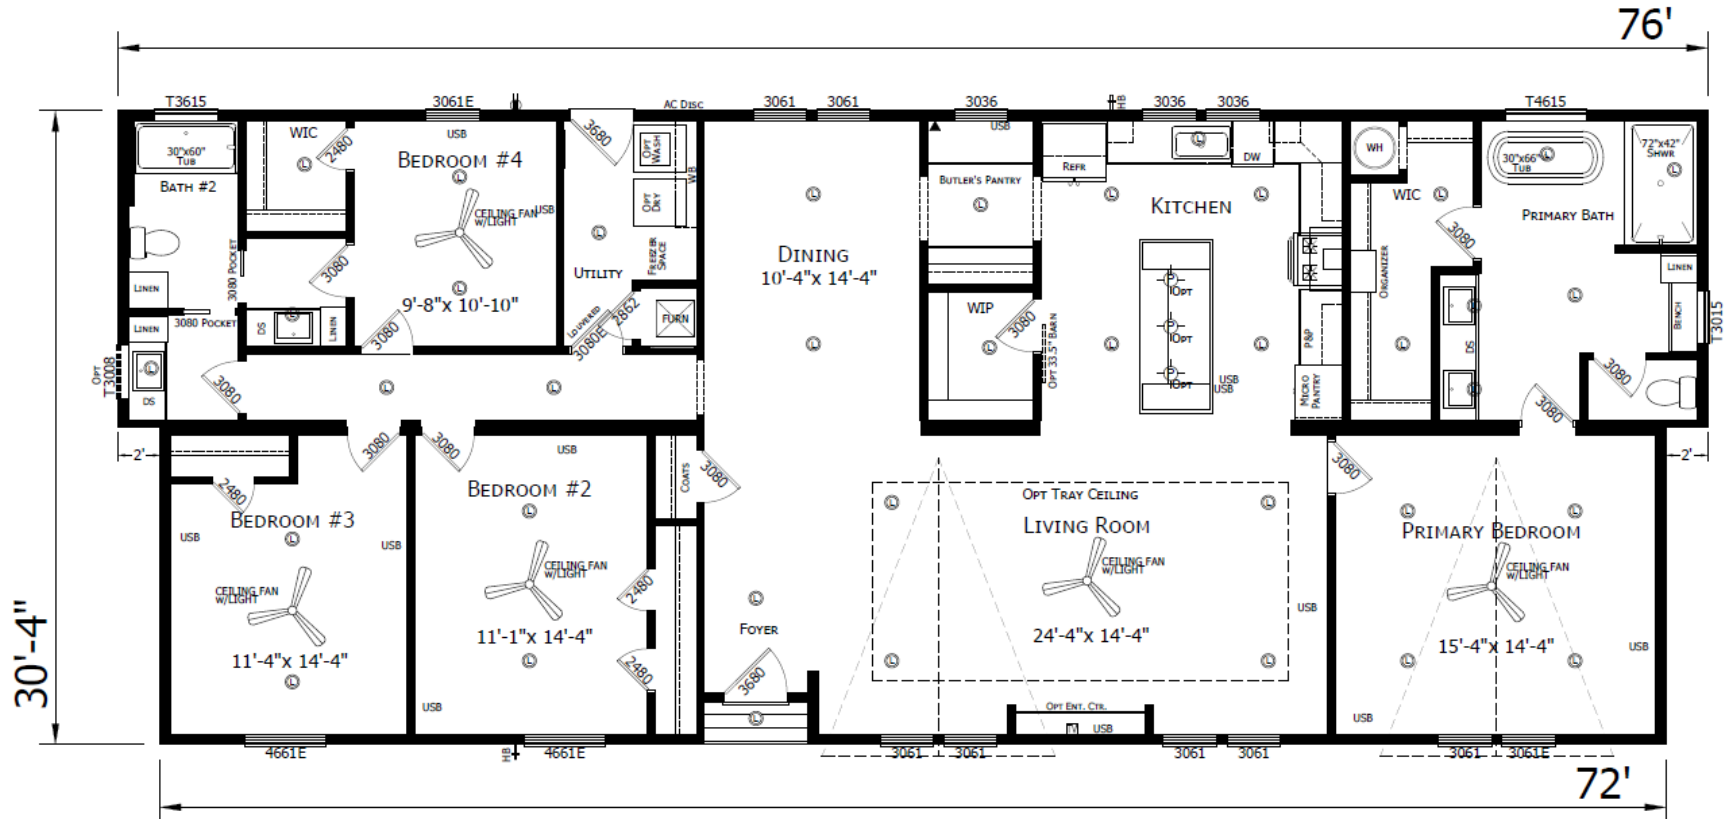 76'
T3615
3061E
AC Disc
3061
3061
3036
HB
3036
3036
T4615
30"x60"
Tub
WIC
2480
USB
Bedroom #4
3680
Opt
Wash
WB
USB
Refr
DW
WH
30"x66"
Tub
72"x42"
Shwr
Bath #2
Opt
Dry
Butler's Pantry
Kitchen
WIC
Primary Bath
Ceiling Fan
w/Light
USB
3080
3080 Pocket
3080
Utility
Freezer
Space
Dining
10'-4"x 14'-4"
Organizer
Linen
Linen
9'-8"x 10'-10"
Louvered
2862
3080E
Furn
WIP
3080
Opt
Opt
Opt
P&P
Bench
T3015
Linen
3080 Pocket
DS
Linen
3080
Opt 33.5" Barn
DS
Opt
T3008
DS
3080
USB
USB
Micro
Pantry
3080
3080
2'
3080
3080
USB
Coats
3080
3080
2'
2480
Bedroom #3
USB
USB
Bedroom #2
Opt Tray Ceiling
Living Room
Primary Bedroom
Ceiling Fan
w/Light
Ceiling Fan
w/Light
2480
Ceiling Fan
w/Light
Ceiling Fan
w/Light
USB
30'-4"
11'-4"x 14'-4"
11'-1"x 14'-4"
2480
Foyer
3680
24'-4"x 14'-4"
15'-4"x 14'-4"
USB
USB
Opt Ent. Ctr.
TV
USB
USB
4661E
HB
4661E
3061
3061
3061
3061
3061
3061E
72'